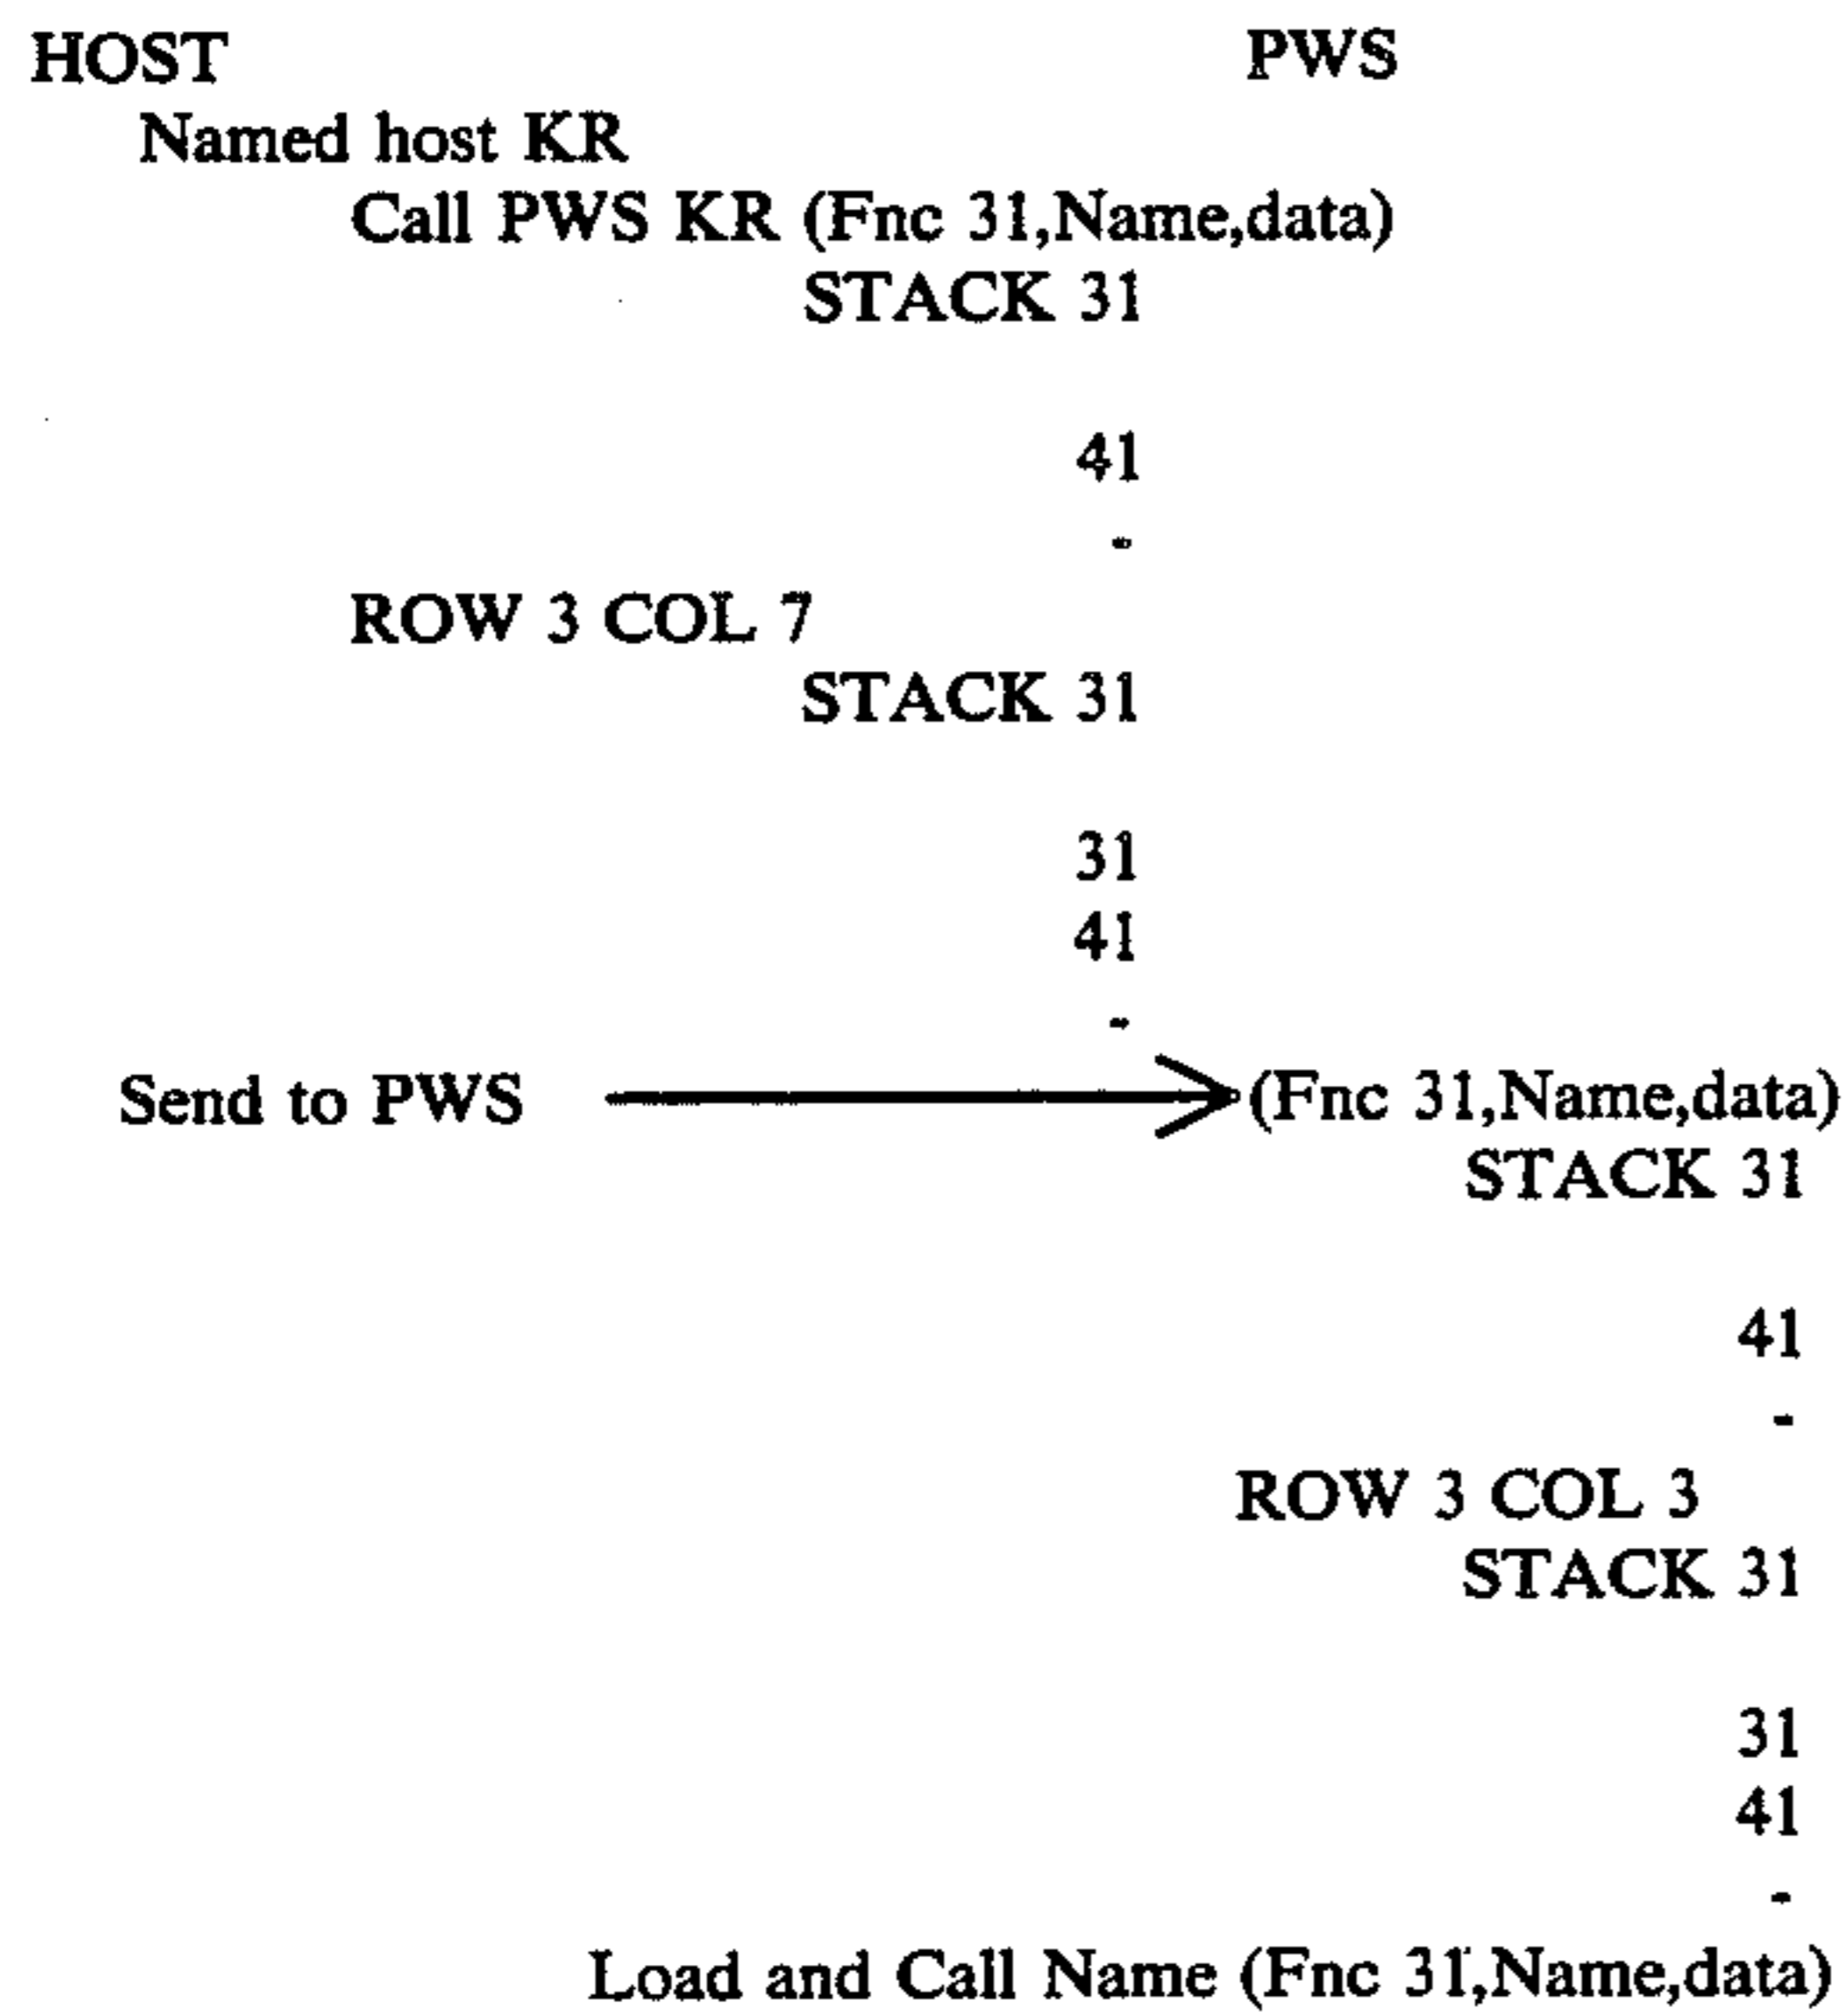 HOST PWS
Named host KR
Call PWS KR (Fnc 31,Name,data)
STACK 31
41
-
ROW 3 COL 7
STACK 31
31
41
-
Send to PWS (Fnc 31,Name,data)
STACK 31
41
-
ROW 3 COL 3
STACK 31
31
41
-
Load and Call Name (Fnc 31,Name,data)